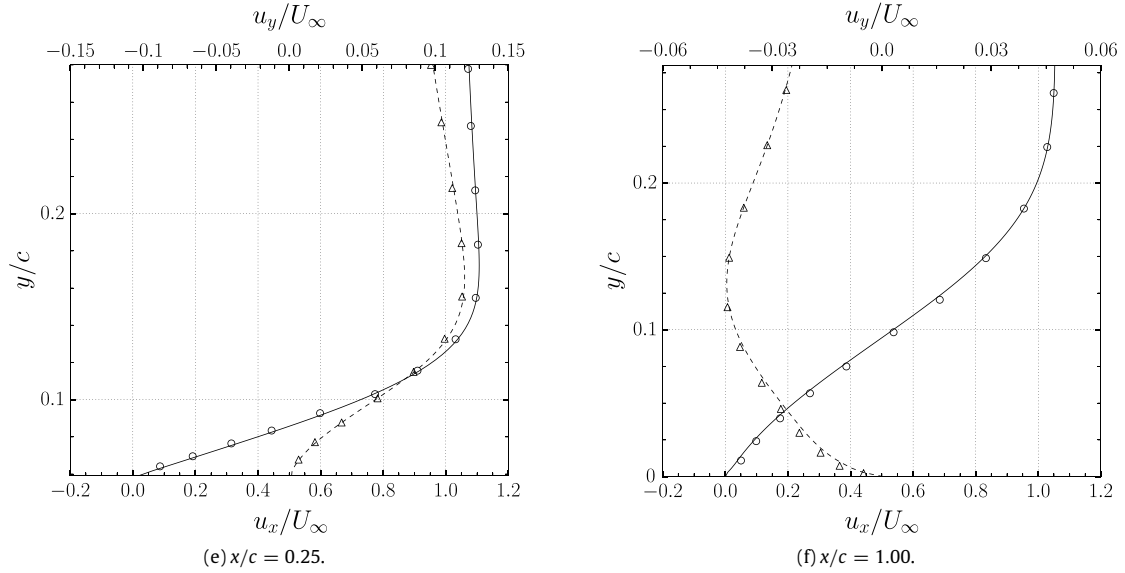 u_y/U_∞ u_y/U_∞
−0.15 −0.10 −0.05 0.0 0.05 0.10 0.15 −0.06 −0.03 0.0 0.03 0.06
0.2 0.2
y/c y/c
0.1 0.1
0
−0.2 0.0 0.2 0.4 0.6 0.8 1.0 1.2 −0.2 0.0 0.2 0.4 0.6 0.8 1.0 1.2
u_x/U_∞ u_x/U_∞
(e) x/c = 0.25. (f) x/c = 1.00.